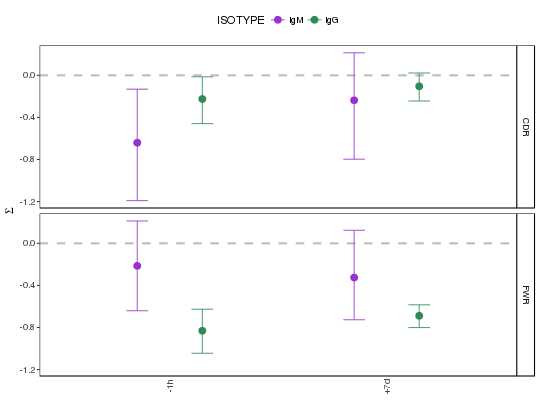 ISOTYPE IgM IgG
0.0
-0.4
-0.8
-1.2
CDR
Σ
0.0
-0.4
-0.8
-1.2
FWR
-1h
+7d